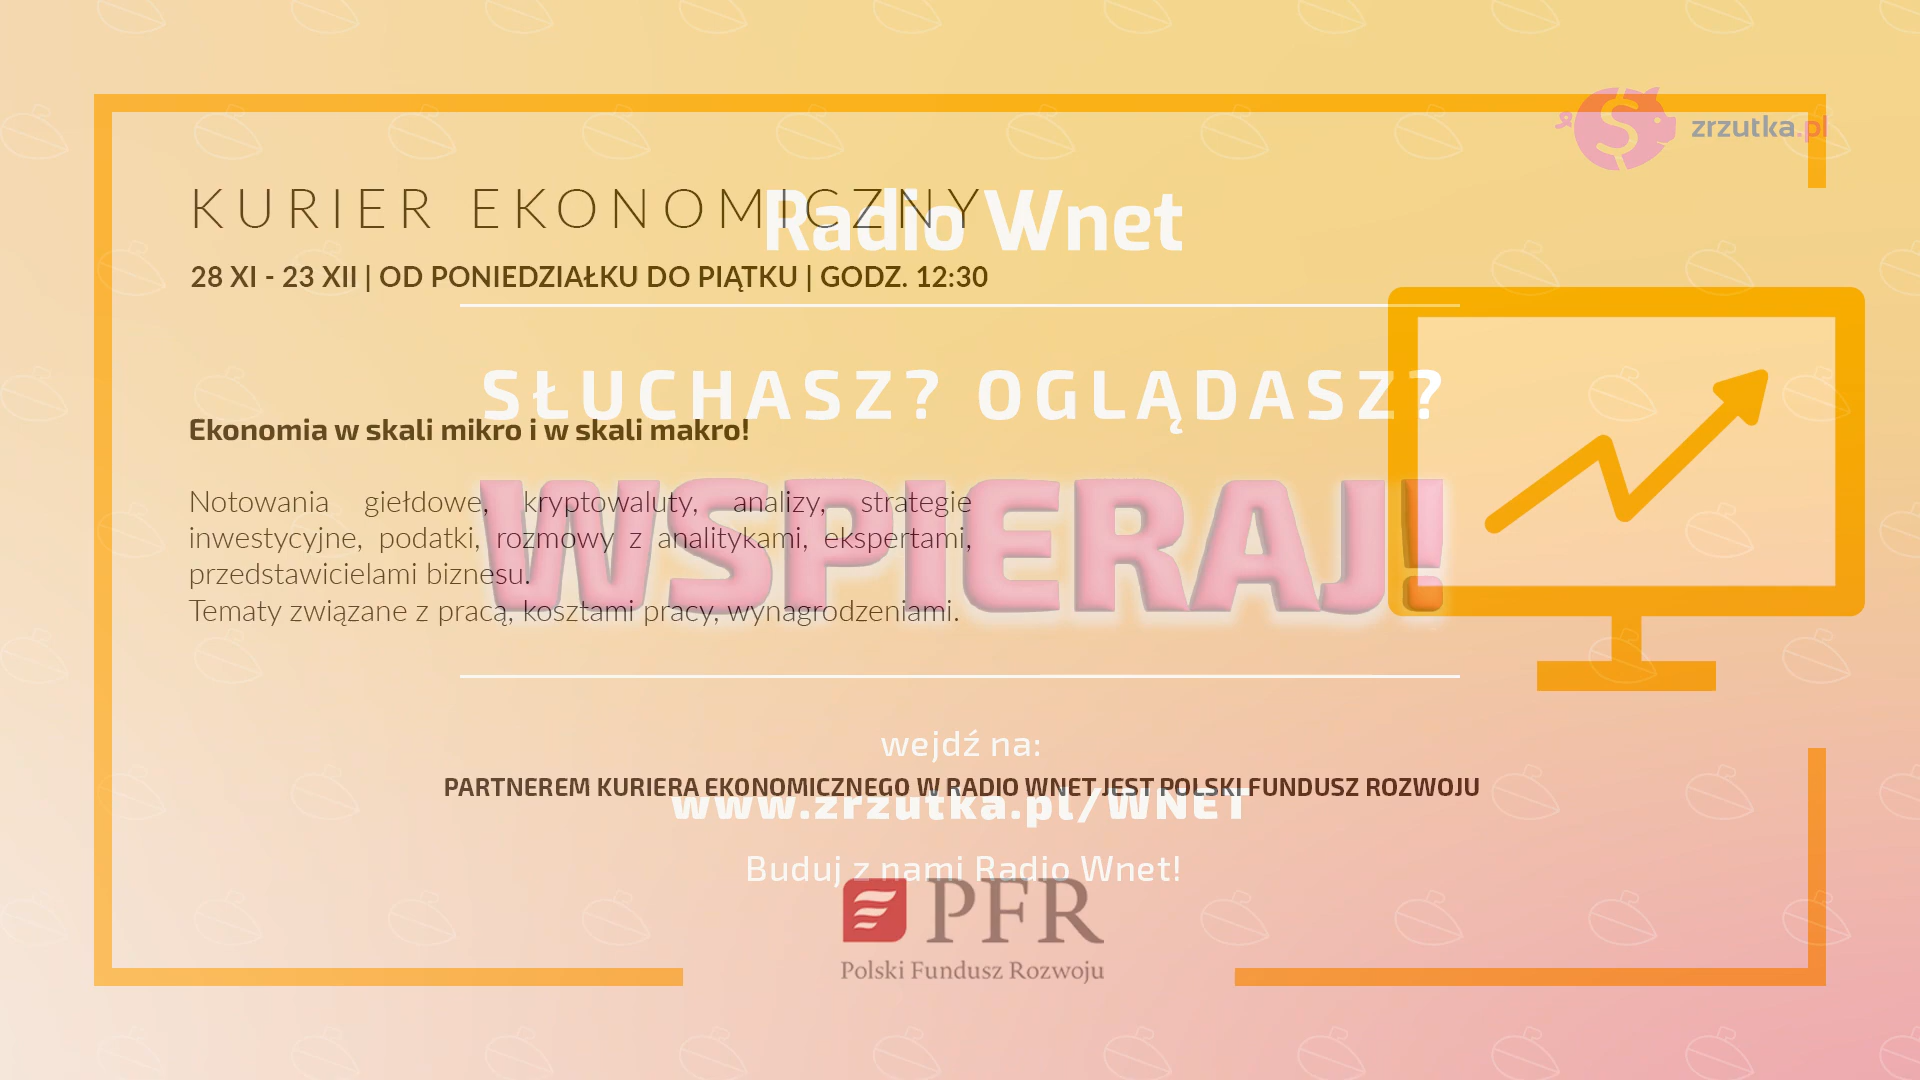 zrzutka.pl
KURIER EKONOMICZNY
Radio Wnet
28 XI - 23 XII | OD PONIEDZIAŁKU DO PIĄTKU | GODZ. 12:30
SŁUCHASZ? OGLĄDASZ?
Ekonomia w skali mikro i w skali makro!
WSPIERAJ!
Notowania giełdowe, kryptowaluty, analizy, strategie
inwestycyjne, podatki, rozmowy z analitykami, ekspertami,
przedstawicielami biznesu.
Tematy związane z pracą, kosztami pracy, wynagrodzeniami.
wejdź na:
PARTNEREM KURIERA EKONOMICZNEGO W RADIO WNET JEST POLSKI FUNDUSZ ROZWOJU
www.zrzutka.pl/WNET
Buduj z nami Radio Wnet!
PFR
Polski Fundusz Rozwoju